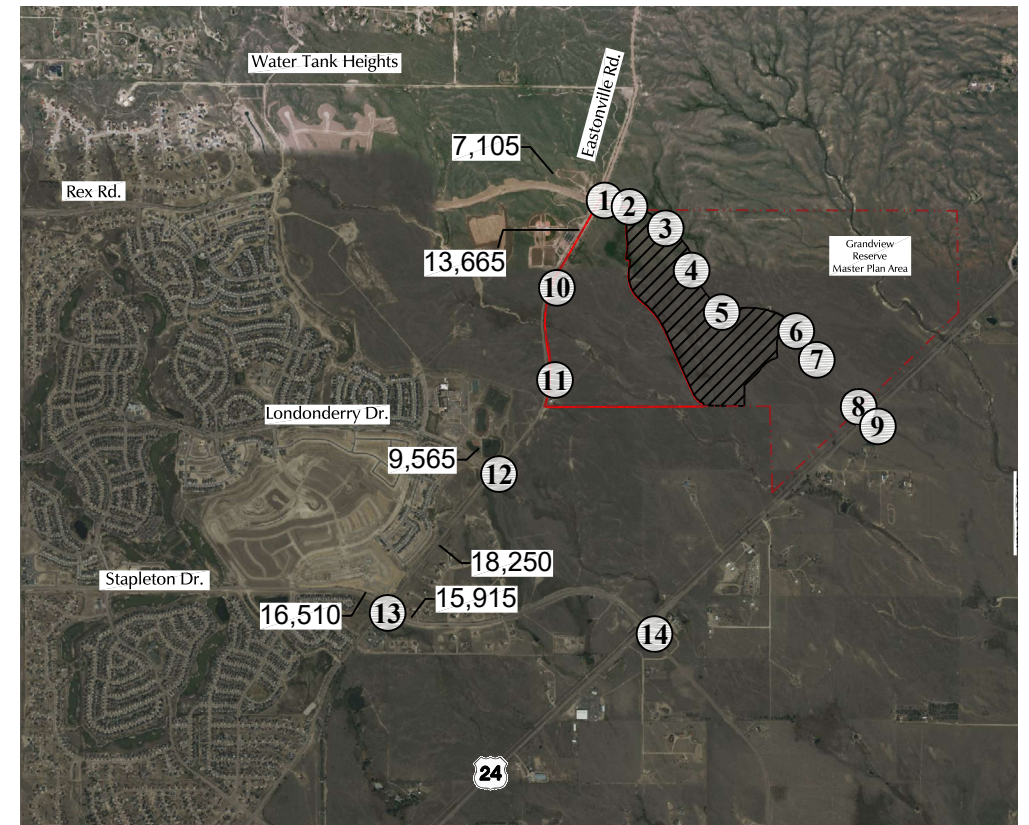 Water Tank Heights
Eastonville Rd.
7,105
Rex Rd.
1
2
3
13,665
Grandview
Reserve
Master Plan Area
4
10
5
6
7
11
8
9
Londonderry Dr.
9,565
12
18,250
Stapleton Dr.
15,915
16,510
13
14
24